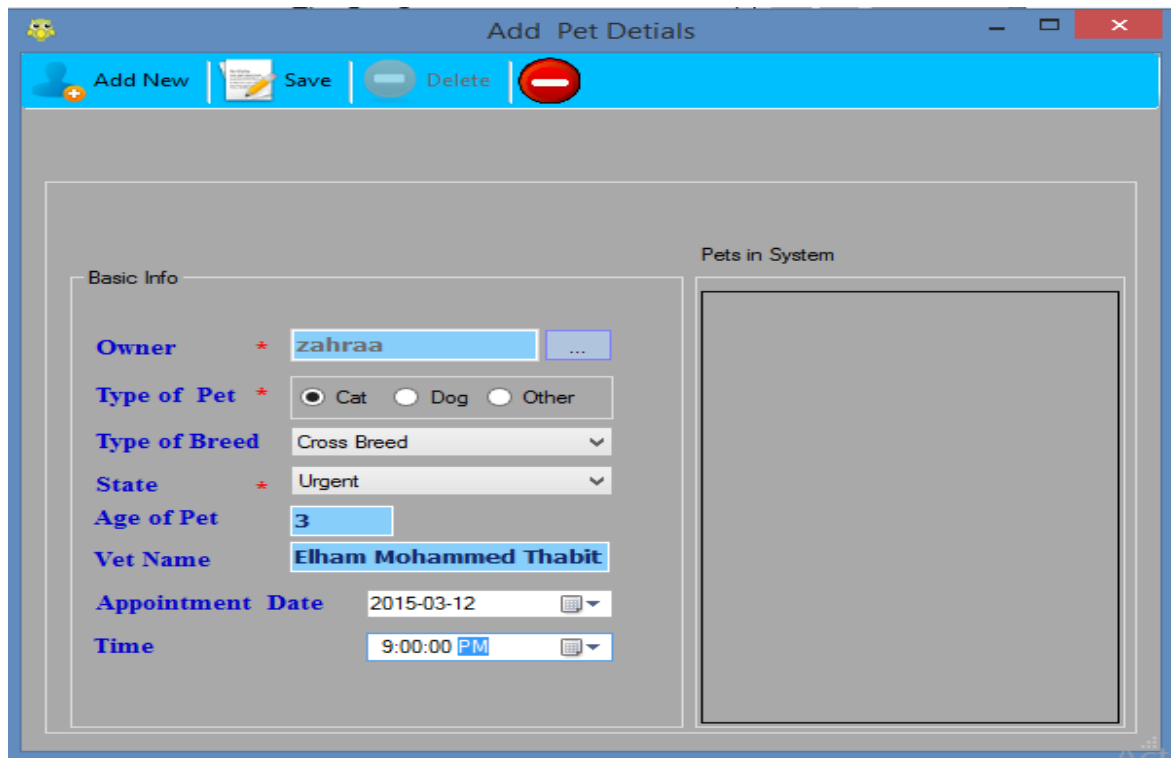 Add Pet Detials
Add New Save Delete
Pets in System
Basic Info
Owner * zahraa ...
Type of Pet * Cat Dog Other
Type of Breed Cross Breed
State * Urgent
Age of Pet 3
Vet Name Elham Mohammed Thabit
Appointment Date 2015-03-12
Time 9:00:00 PM